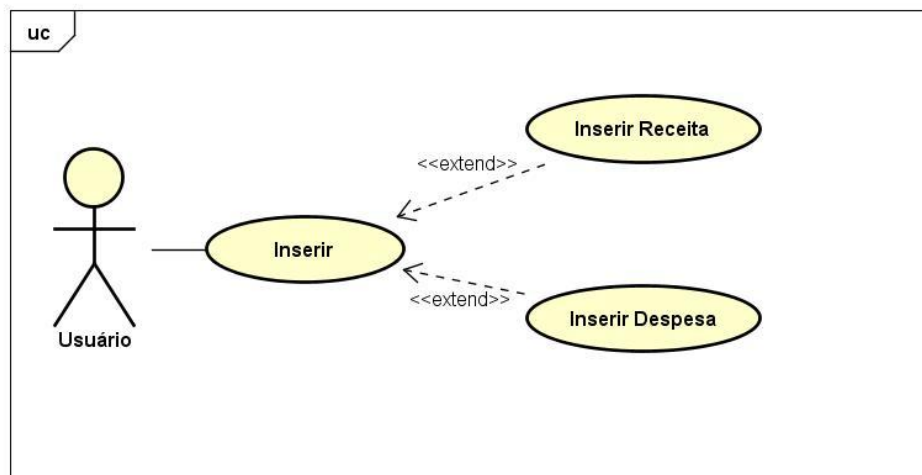 uc
Inserir Receita
<<extend>>
Inserir
<<extend>>
Inserir Despesa
Usuário